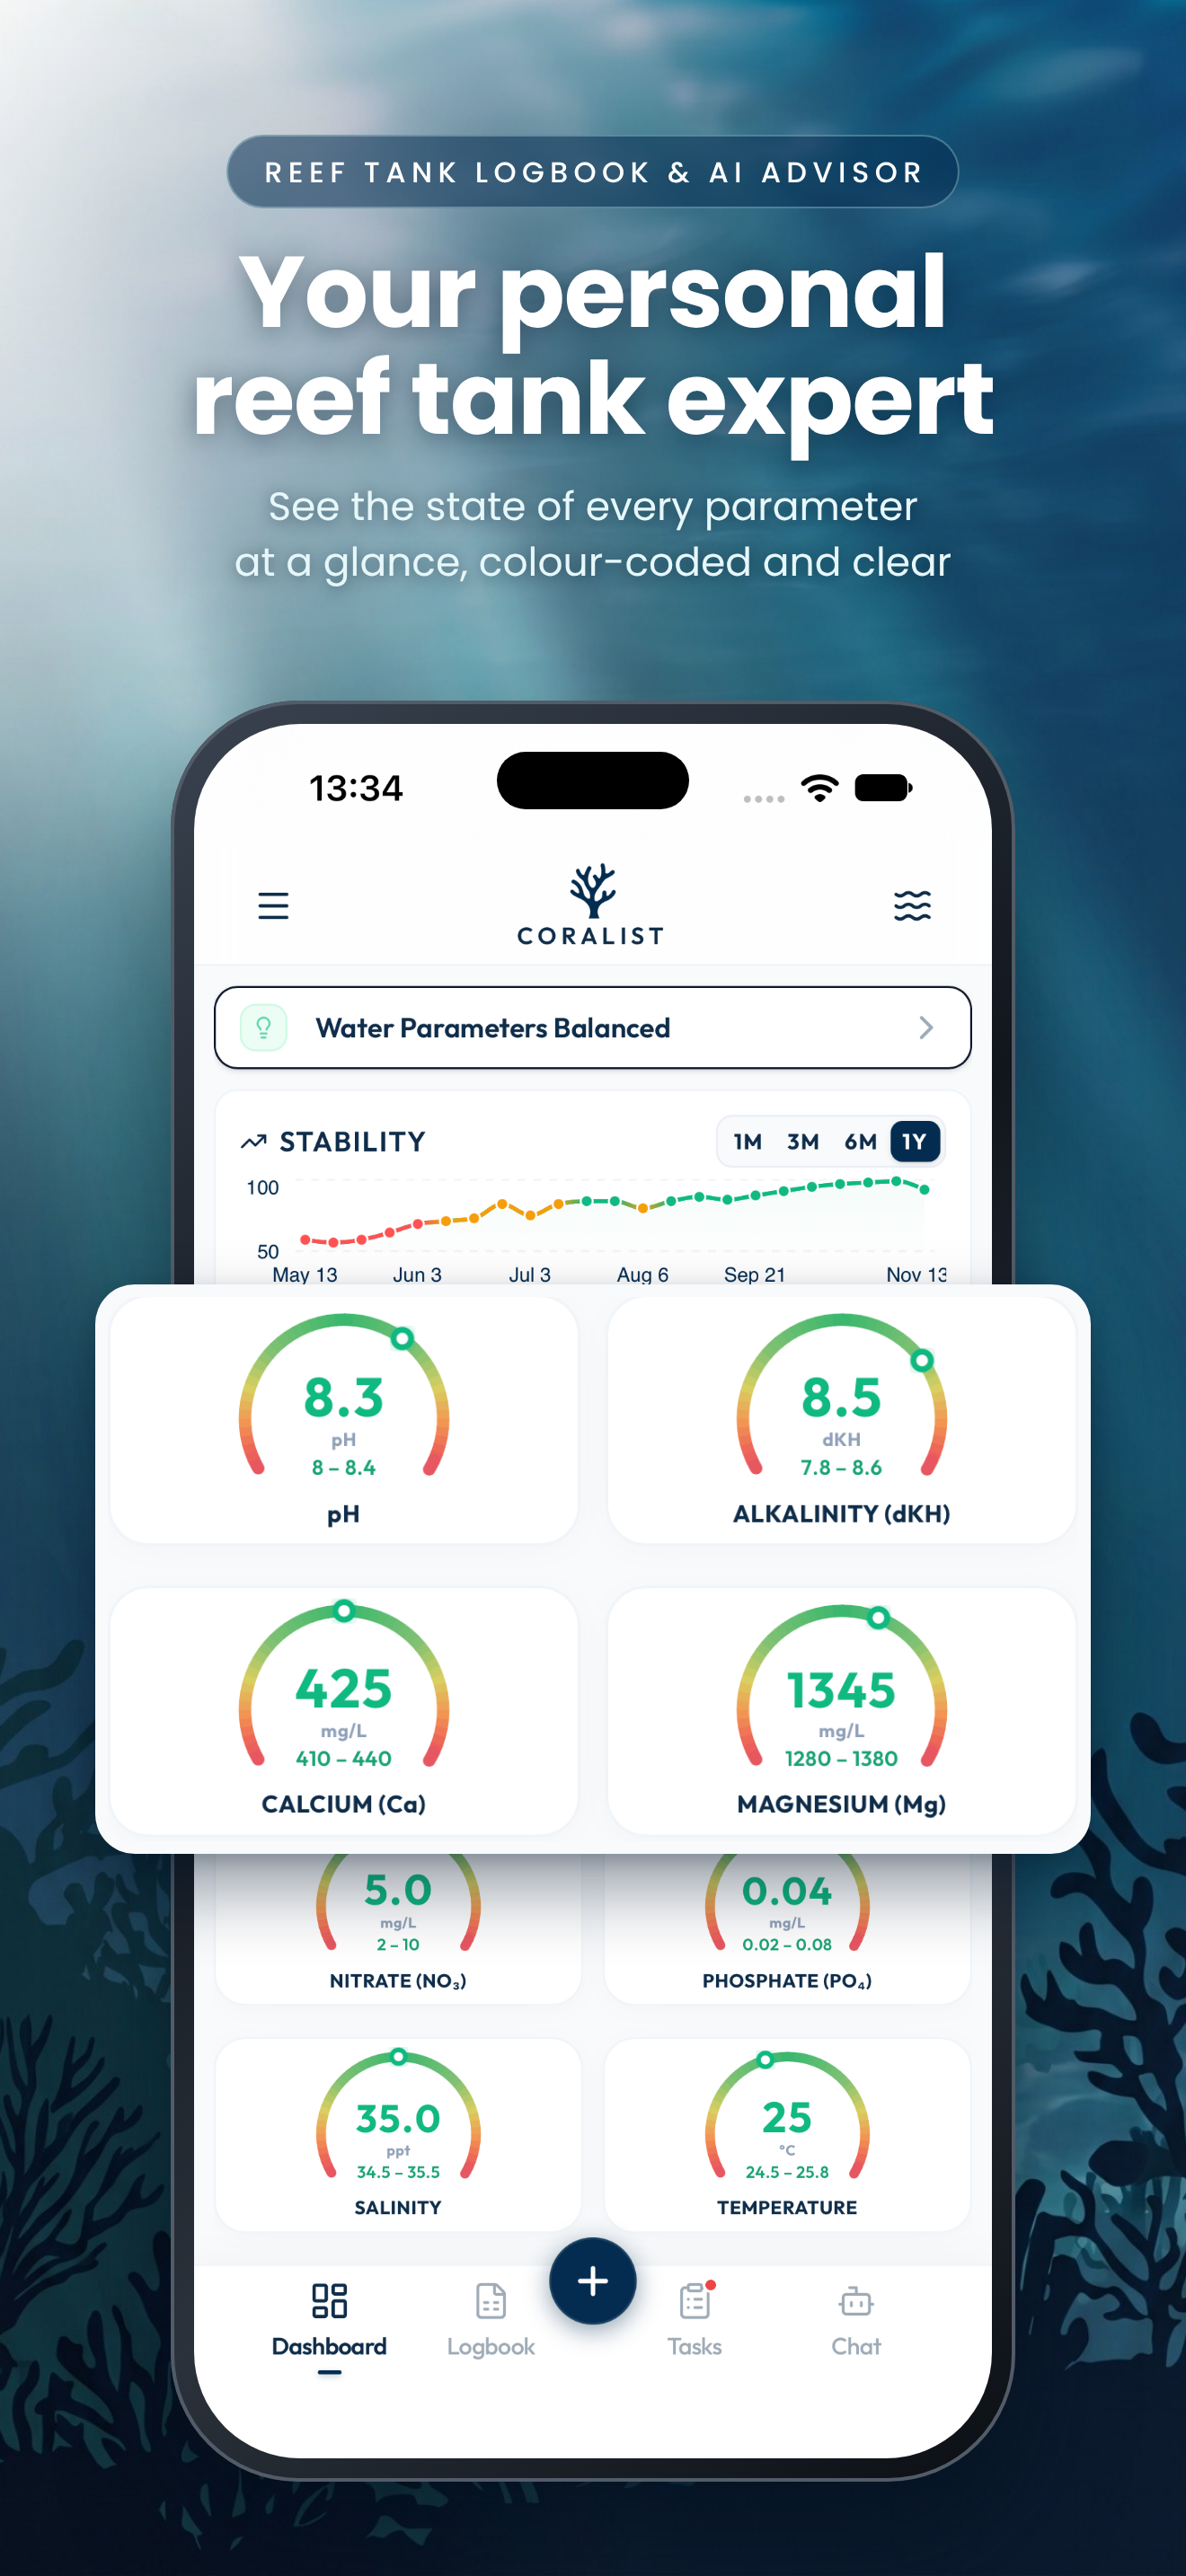 REEF TANK LOGBOOK & AI ADVISOR
Your personal
reef tank expert
See the state of every parameter
at a glance, colour-coded and clear
13:34
CORALIST
Water Parameters Balanced
STABILITY
1M 3M 6M 1Y
100
50
May 13 Jun 3 Jul 3 Aug 6 Sep 21 Nov 13
8.3
pH
8 – 8.4
pH
8.5
dKH
7.8 – 8.6
ALKALINITY (dKH)
425
mg/L
410 – 440
CALCIUM (Ca)
1345
mg/L
1280 – 1380
MAGNESIUM (Mg)
5.0
mg/L
2 – 10
NITRATE (NO₃)
0.04
mg/L
0.02 – 0.08
PHOSPHATE (PO₄)
35.0
ppt
34.5 – 35.5
SALINITY
25
°C
24.5 – 25.8
TEMPERATURE
Dashboard Logbook Tasks Chat